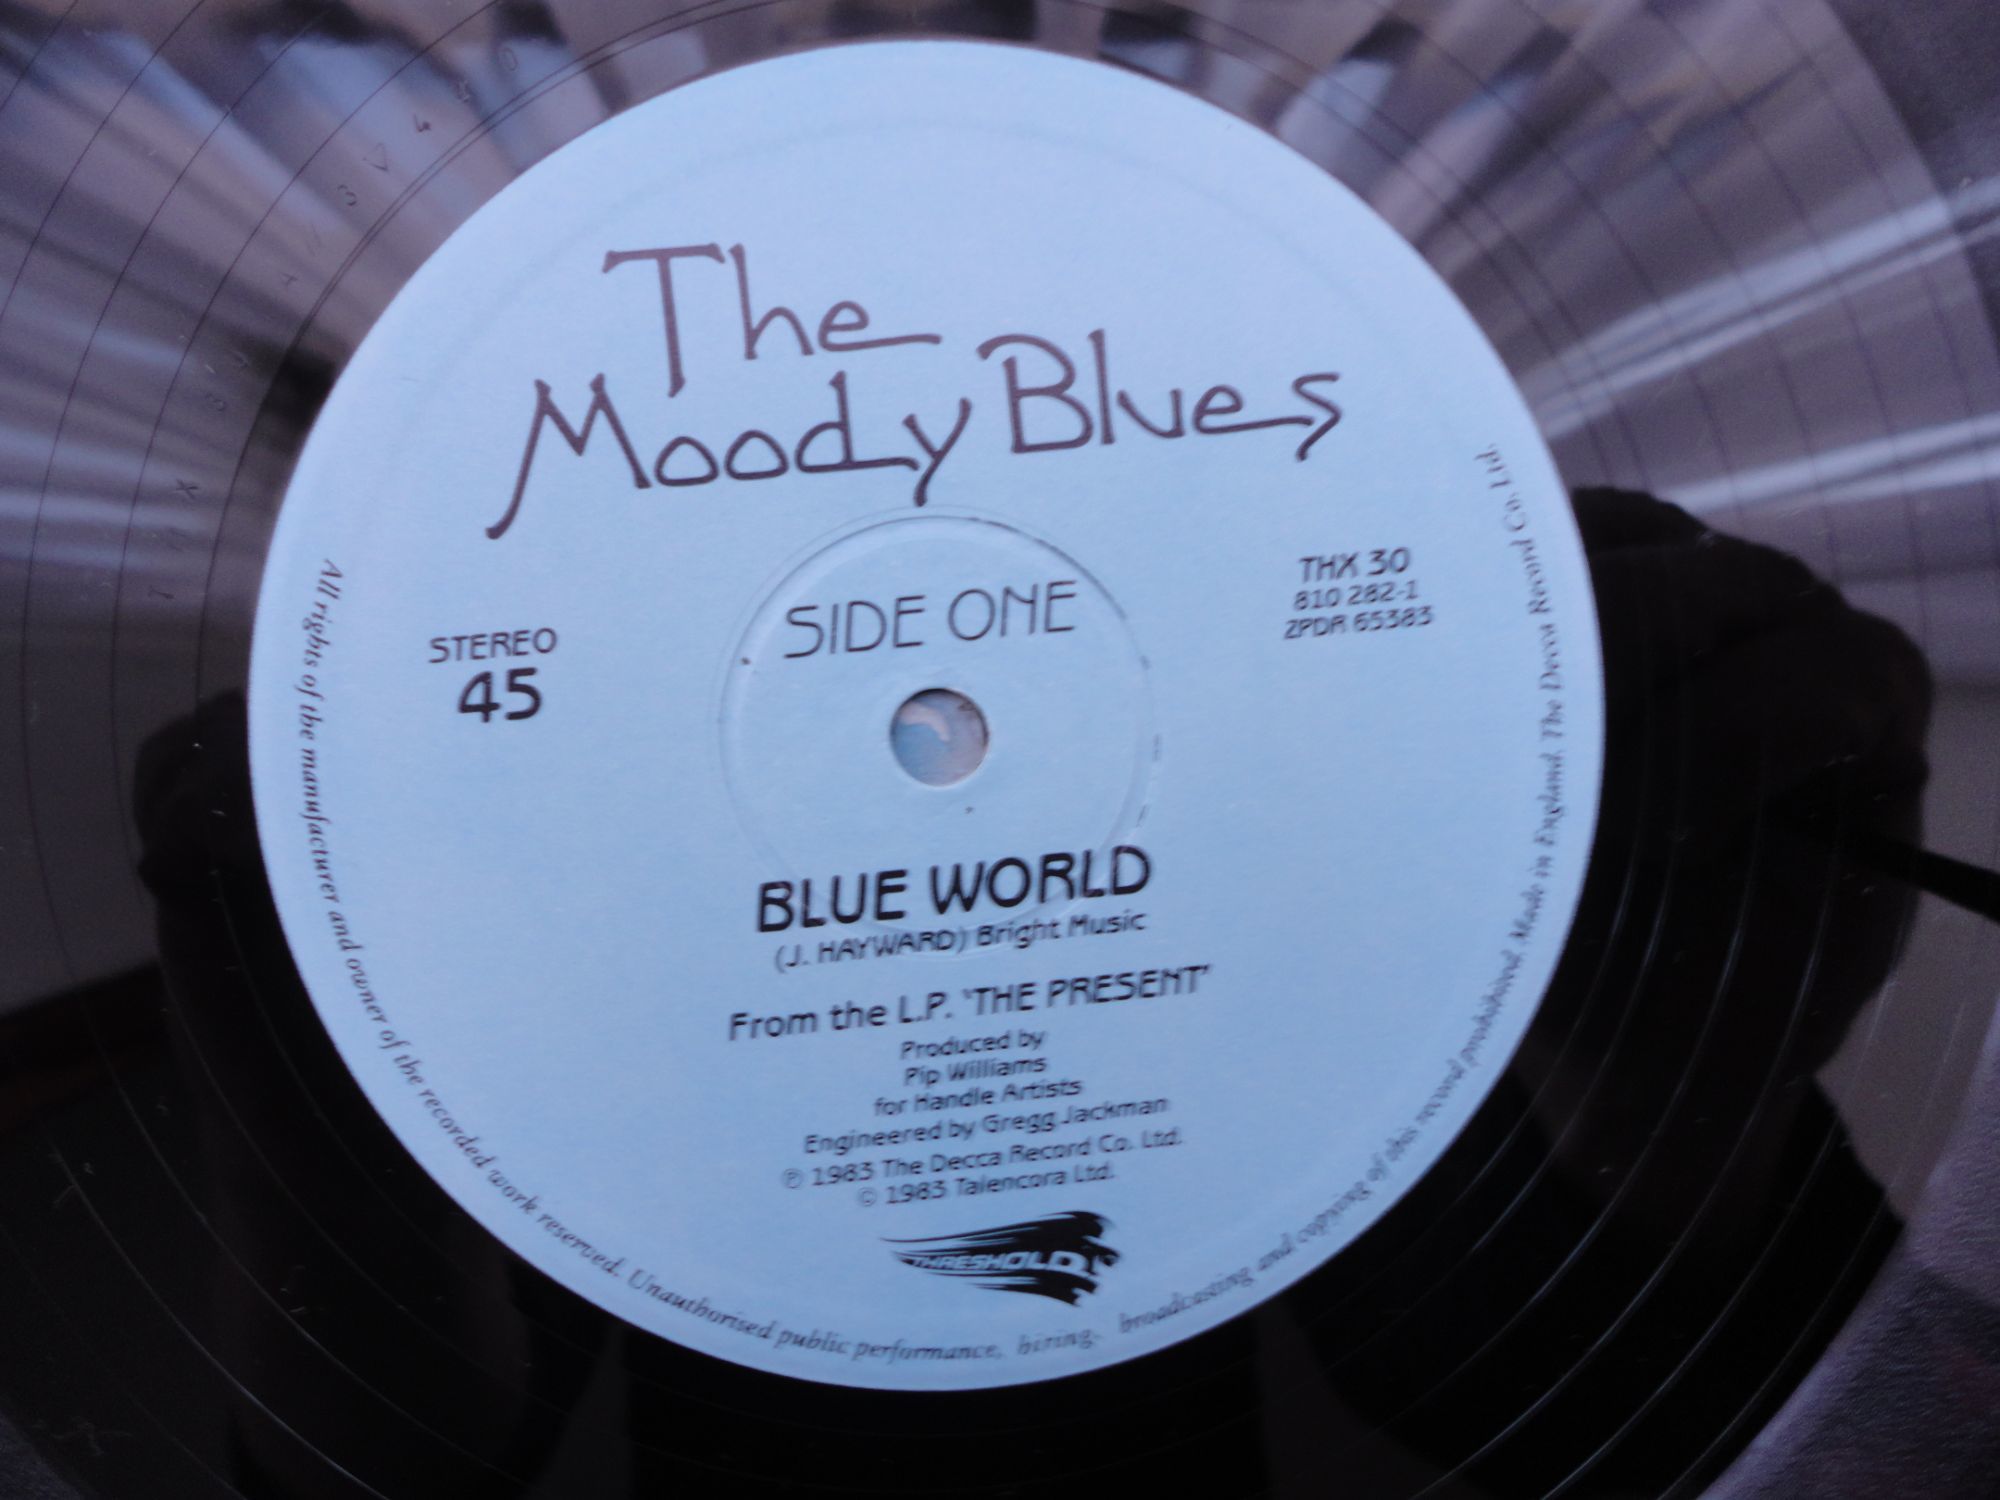 The
Moody Blues
SIDE ONE
STEREO
45
THX 30
810 282-1
ZPDR 65383
BLUE WORLD
(J. HAYWARD) Bright Music
From the L.P. 'THE PRESENT'
Produced by
Pip Williams
for Handle Artists
Engineered by Gregg Jackman
℗ 1983 The Decca Record Co. Ltd.
© 1983 Talencora Ltd.
THRESHOLD
All rights of the manufacturer and owner of the recorded work reserved. Unauthorised public performance, hiring, broadcasting and copying of this record prohibited. Made in England. The Decca Record Co. Ltd.